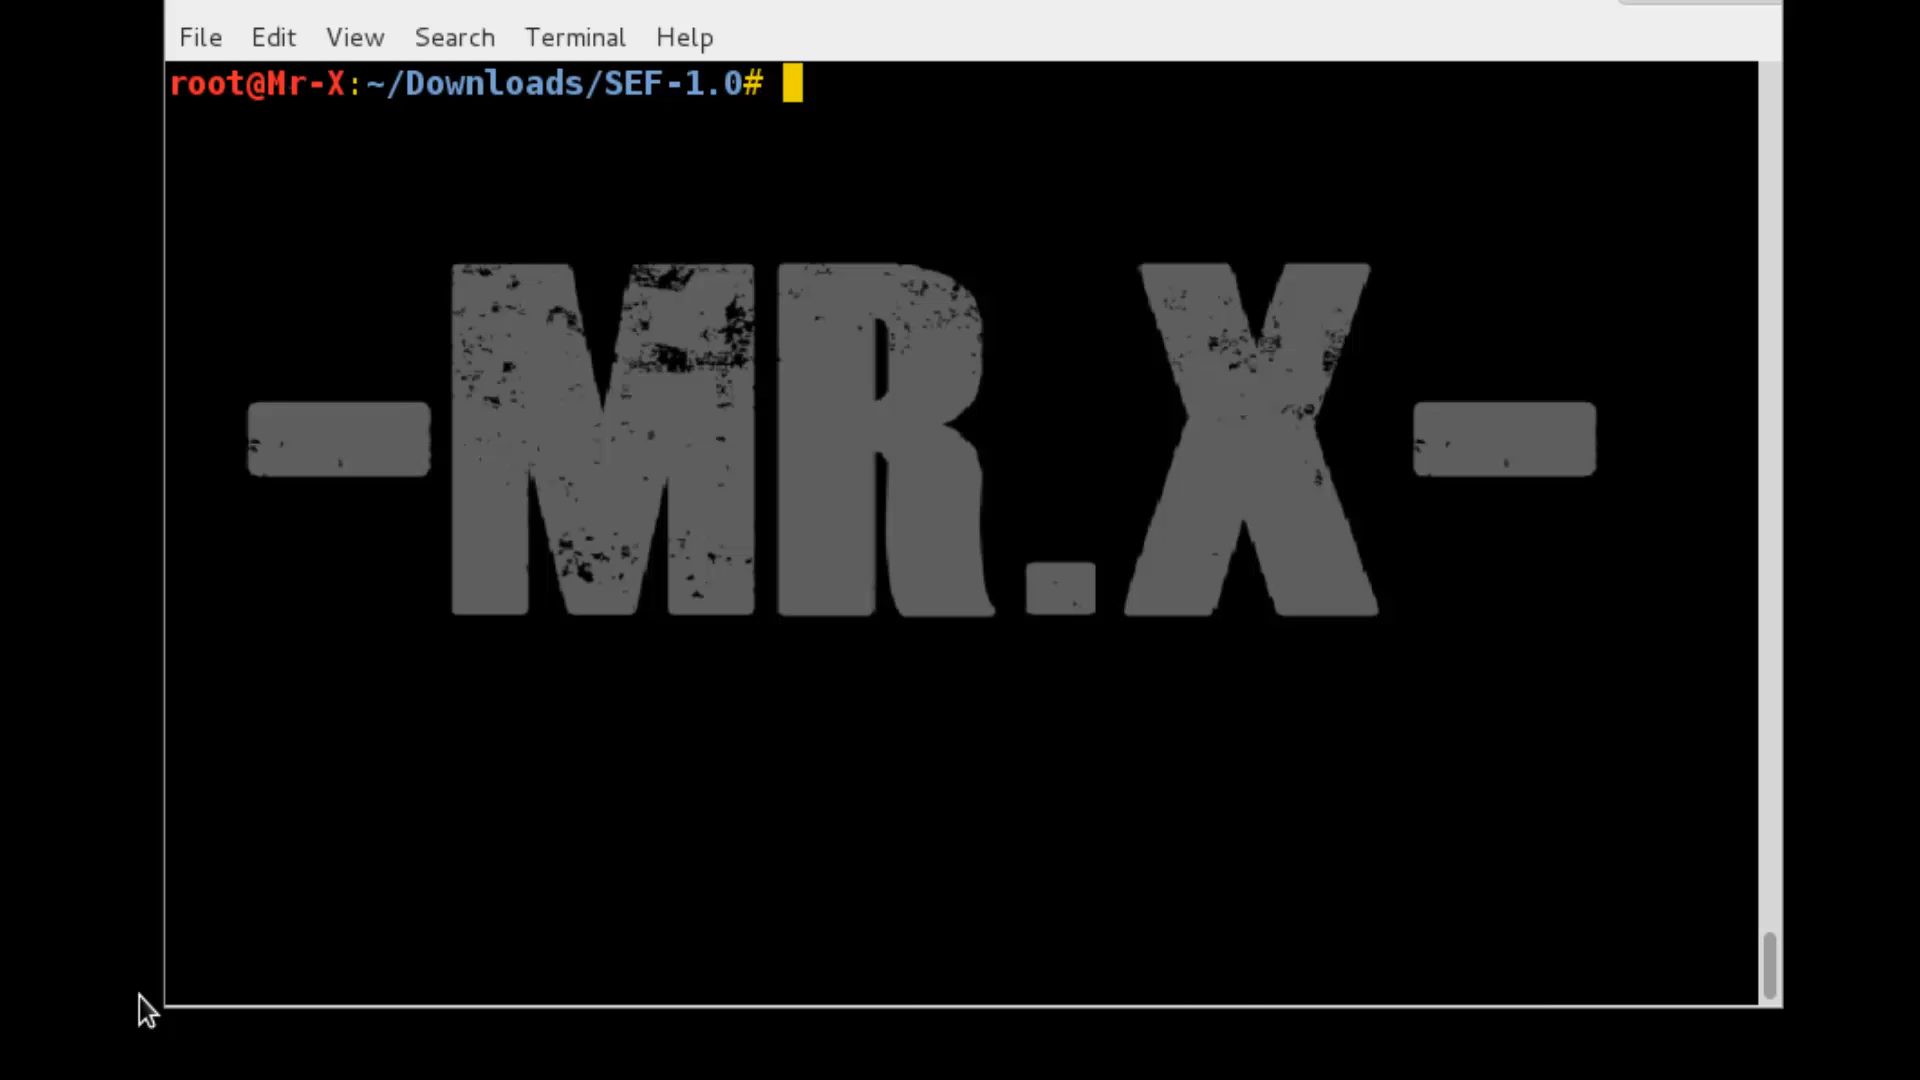 File Edit View Search Terminal Help
root@Mr-X:~/Downloads/SEF-1.0#
-MR.X-